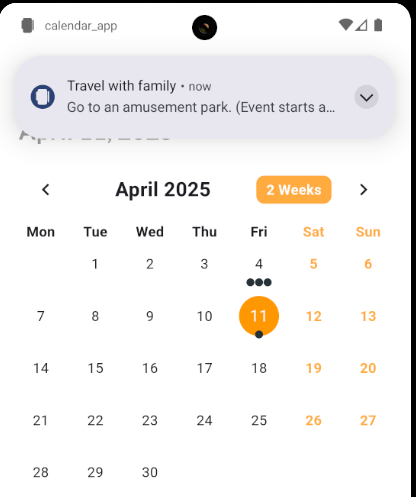 calendar_app
Travel with family • now
Go to an amusement park. (Event starts a...
April 2025
2 Weeks
Mon Tue Wed Thu Fri Sat Sun
1 2 3 4 5 6
7 8 9 10 11 12 13
14 15 16 17 18 19 20
21 22 23 24 25 26 27
28 29 30